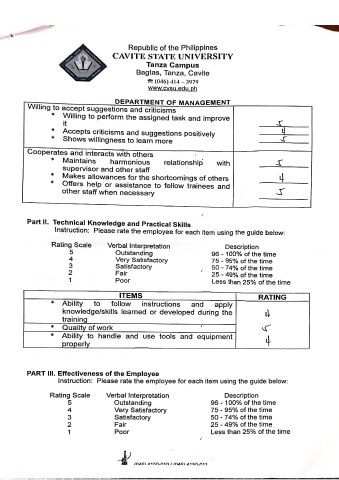 Republic of the Philippines
CAVITE STATE UNIVERSITY
Tanza Campus
Bagtas, Tanza, Cavite
☎ (046) 414 – 3979
www.cvsu.edu.ph
DEPARTMENT OF MANAGEMENT
Willing to accept suggestions and criticisms
* Willing to perform the assigned task and improve it 5
* Accepts criticisms and suggestions positively 4
* Shows willingness to learn more 5
Cooperates and interacts with others
* Maintains harmonious relationship with
supervisor and other staff 5
* Makes allowances for the shortcomings of others 4
* Offers help or assistance to fellow trainees and
other staff when necessary 5
Part II. Technical Knowledge and Practical Skills
Instruction: Please rate the employee for each item using the guide below:
Rating Scale Verbal Interpretation Description
5 Outstanding 96 - 100% of the time
4 Very Satisfactory 75 - 95% of the time
3 Satisfactory 50 - 74% of the time
2 Fair 25 - 49% of the time
1 Poor Less than 25% of the time
ITEMS RATING
* Ability to follow instructions and apply
knowledge/skills learned or developed during the 4
training
* Quality of work 5
* Ability to handle and use tools and equipment 4
properly
PART III. Effectiveness of the Employee
Instruction: Please rate the employee for each item using the guide below:
Rating Scale Verbal Interpretation Description
5 Outstanding 96 - 100% of the time
4 Very Satisfactory 75 - 95% of the time
3 Satisfactory 50 - 74% of the time
2 Fair 25 - 49% of the time
1 Poor Less than 25% of the time